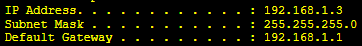 IP Address. . . . . . . . . . . . : 192.168.1.3
Subnet Mask . . . . . . . . . . . : 255.255.255.0
Default Gateway . . . . . . . . . : 192.168.1.1